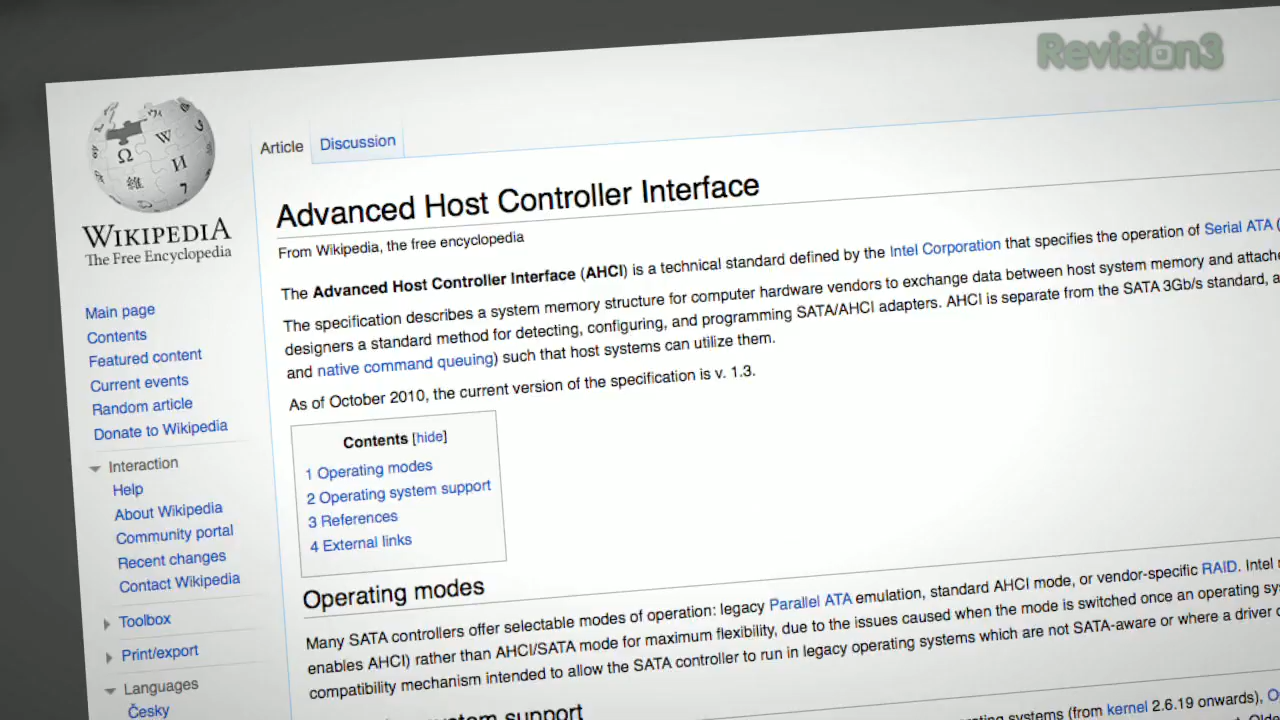 Revision3
WIKIPEDIA
The Free Encyclopedia
Main page
Contents
Featured content
Current events
Random article
Donate to Wikipedia
Interaction
Help
About Wikipedia
Community portal
Recent changes
Contact Wikipedia
Toolbox
Print/export
Languages
Česky
Article Discussion
Advanced Host Controller Interface
From Wikipedia, the free encyclopedia
The Advanced Host Controller Interface (AHCI) is a technical standard defined by the Intel Corporation that specifies the operation of Serial ATA (
The specification describes a system memory structure for computer hardware vendors to exchange data between host system memory and attache
designers a standard method for detecting, configuring, and programming SATA/AHCI adapters. AHCI is separate from the SATA 3Gb/s standard, a
and native command queuing) such that host systems can utilize them.
As of October 2010, the current version of the specification is v. 1.3.
Contents [hide]
1 Operating modes
2 Operating system support
3 References
4 External links
Operating modes
Many SATA controllers offer selectable modes of operation: legacy Parallel ATA emulation, standard AHCI mode, or vendor-specific RAID. Intel
enables AHCI) rather than AHCI/SATA mode for maximum flexibility, due to the issues caused when the mode is switched once an operating sy
compatibility mechanism intended to allow the SATA controller to run in legacy operating systems which are not SATA-aware or where a driver
system support
operating systems (from kernel 2.6.19 onwards),